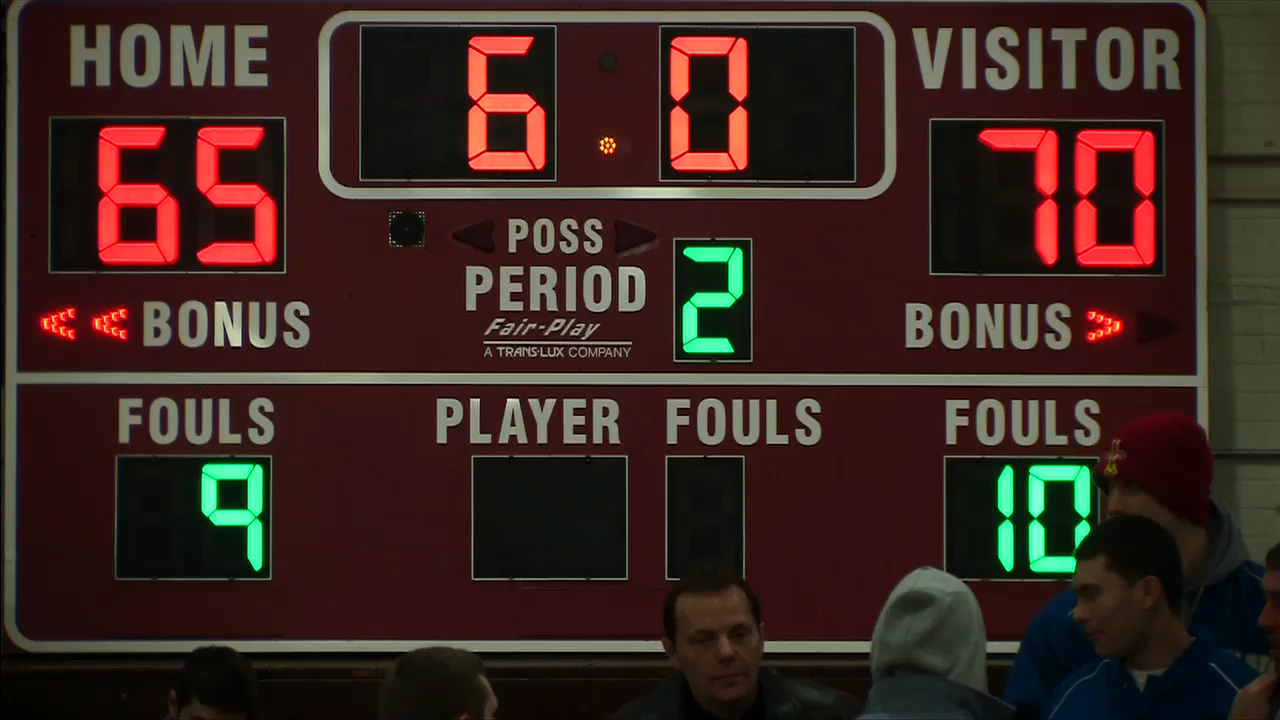 HOME 6.0 VISITOR
65 70
POSS
PERIOD 2
<< BONUS BONUS >
Fair-Play
A TRANS-LUX COMPANY
FOULS PLAYER FOULS FOULS
9 10